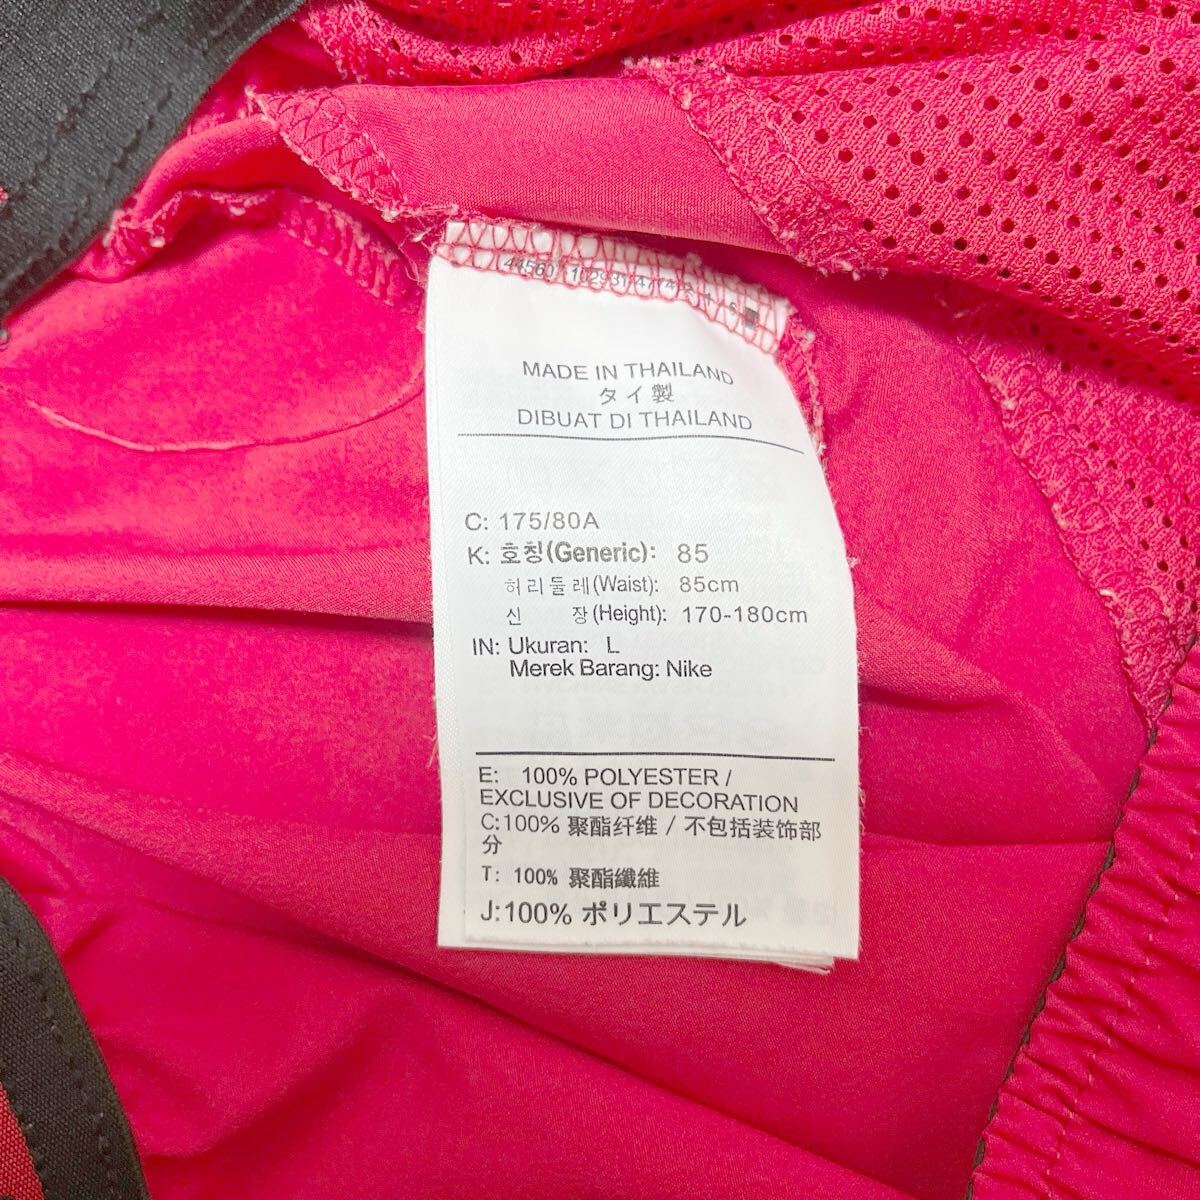 MADE IN THAILAND
タイ製
DIBUAT DI THAILAND
C: 175/80A
K: 호칭(Generic): 85
허리둘레(Waist): 85cm
신 장(Height): 170-180cm
IN: Ukuran: L
Merek Barang: Nike
E: 100% POLYESTER /
EXCLUSIVE OF DECORATION
C:100% 聚酯纤维 / 不包括装饰部
分
T: 100% 聚酯纖維
J:100% ポリエステル